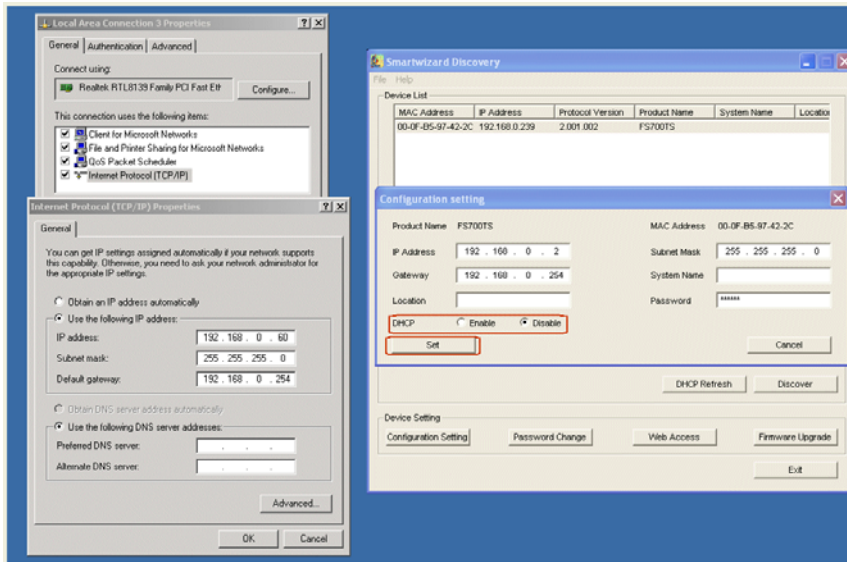 Local Area Connection 3 Properties
General Authentication Advanced
Connect using:
Realtek RTL8139 Family PCI Fast Eth
Configure...
This connection uses the following items:
Client for Microsoft Networks
File and Printer Sharing for Microsoft Networks
QoS Packet Scheduler
Internet Protocol (TCP/IP)
Internet Protocol (TCP/IP) Properties
General
You can get IP settings assigned automatically if your network supports
this capability. Otherwise, you need to ask your network administrator for
the appropriate IP settings.
Obtain an IP address automatically
Use the following IP address:
IP address: 192 . 168 . 0 . 60
Subnet mask: 255 . 255 . 255 . 0
Default gateway: 192 . 168 . 0 . 254
Obtain DNS server address automatically
Use the following DNS server addresses:
Preferred DNS server: . . .
Alternate DNS server: . . .
Advanced...
OK Cancel
Smartwizard Discovery
File Help
Device List
MAC Address IP Address Protocol Version Product Name System Name Location
00-0F-B5-97-42-2C 192.168.0.239 2.001.002 FS700TS
Configuration setting
Product Name FS700TS MAC Address 00-0F-B5-97-42-2C
IP Address 192 . 168 . 0 . 2 Subnet Mask 255 . 255 . 255 . 0
Gateway 192 . 168 . 0 . 254 System Name
Location Password ******
DHCP Enable Disable
Set Cancel
DHCP Refresh Discover
Device Setting
Configuration Setting Password Change Web Access Firmware Upgrade
Exit